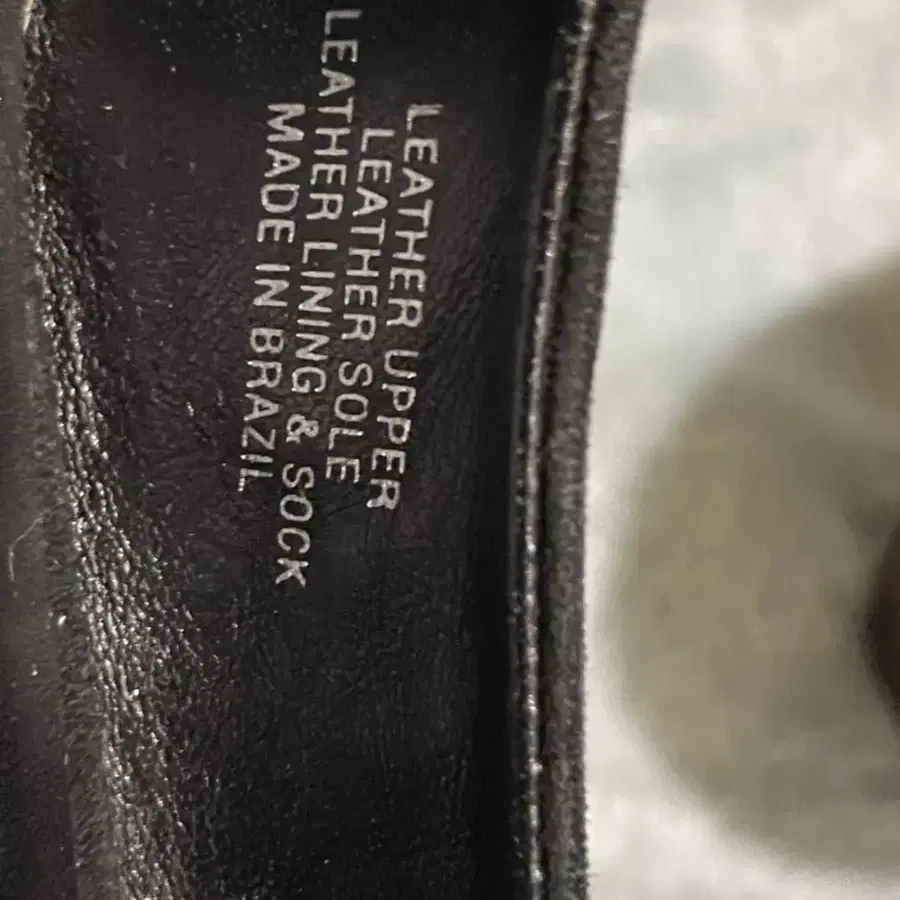 LEATHER UPPER
LEATHER SOLE
LEATHER LINING & SOCK
MADE IN BRAZIL